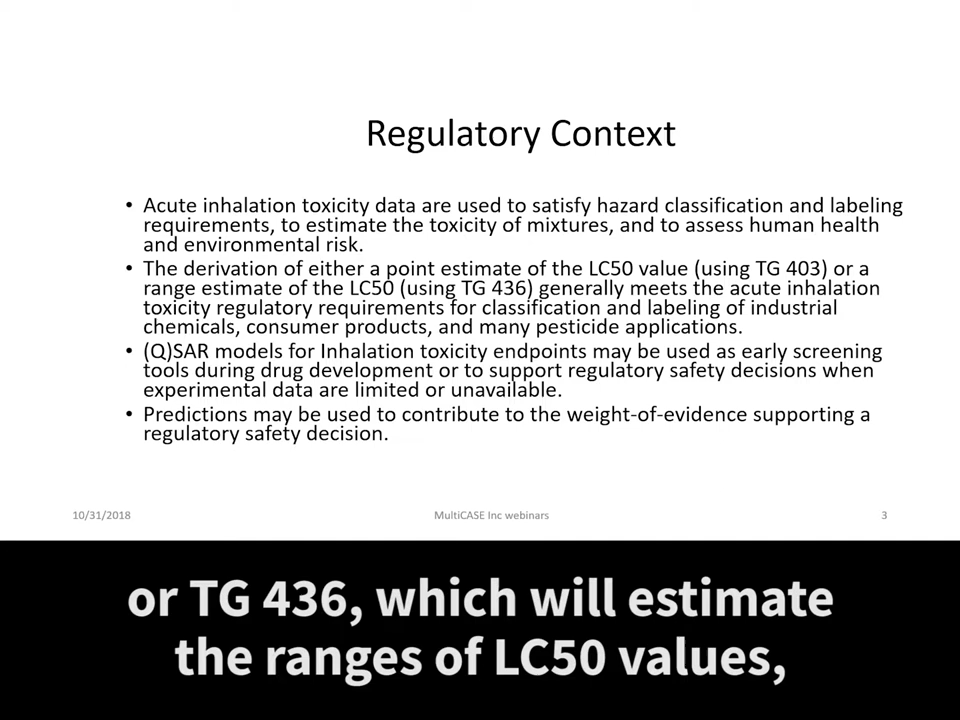 Regulatory Context
• Acute inhalation toxicity data are used to satisfy hazard classification and labeling
requirements, to estimate the toxicity of mixtures, and to assess human health
and environmental risk.
• The derivation of either a point estimate of the LC50 value (using TG 403) or a
range estimate of the LC50 (using TG 436) generally meets the acute inhalation
toxicity regulatory requirements for classification and labeling of industrial
chemicals, consumer products, and many pesticide applications.
• (Q)SAR models for Inhalation toxicity endpoints may be used as early screening
tools during drug development or to support regulatory safety decisions when
experimental data are limited or unavailable.
• Predictions may be used to contribute to the weight-of-evidence supporting a
regulatory safety decision.
10/31/2018 MultiCASE Inc webinars 3
or TG 436, which will estimate
the ranges of LC50 values,